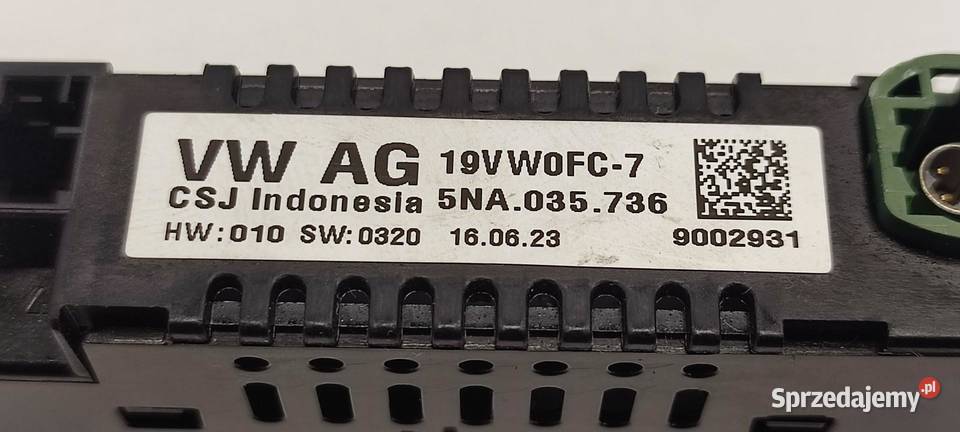 VW AG 19VW0FC-7
CSJ Indonesia 5NA.035.736
HW:010 SW:0320 16.06.23 9002931
Sprzedajemy.pl